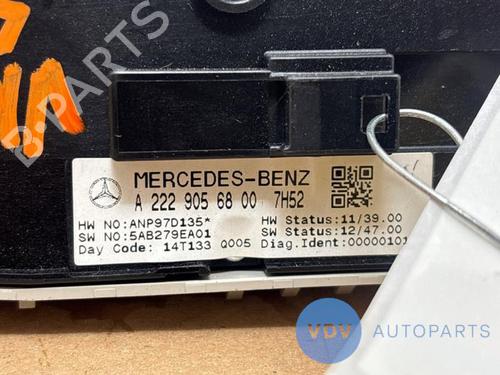 B-PARTS
MERCEDES-BENZ
A 222 905 68 00 7H52
HW NO:ANP97D135* HW Status:11/39.00
SW NO:5AB279EA01 SW Status:12/47.00
Day Code: 14T133 Q005 Diag.Ident:00000101
VDV AUTOPARTS